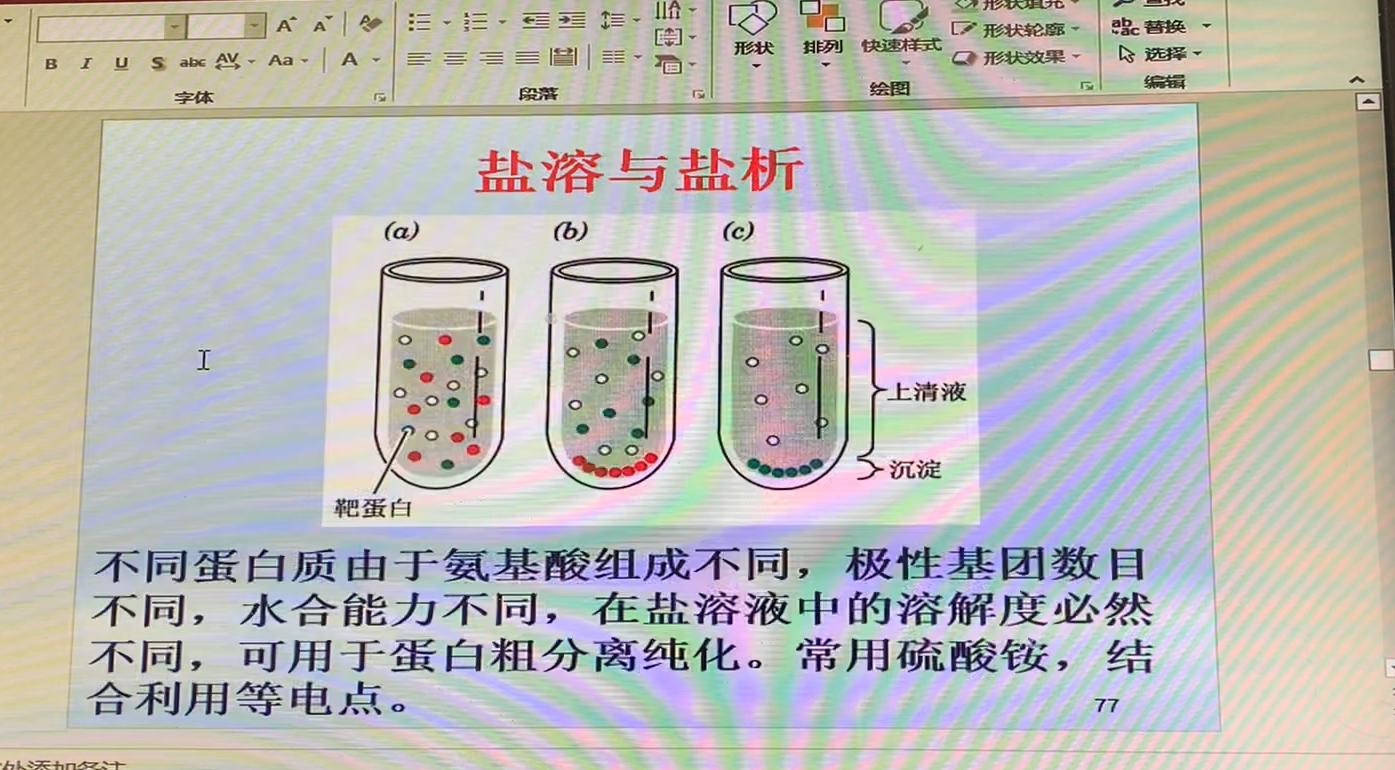 形状填充
A A
形状 排列 快速样式
形状轮廓
替换
B I U S abc AV Aa A
形状效果
选择
字体
段落
绘图
编辑
盐溶与盐析
(a) (b) (c)
上清液
沉淀
靶蛋白
不同蛋白质由于氨基酸组成不同，极性基团数目
不同，水合能力不同，在盐溶液中的溶解度必然
不同，可用于蛋白粗分离纯化。常用硫酸铵，结
合利用等电点。
77